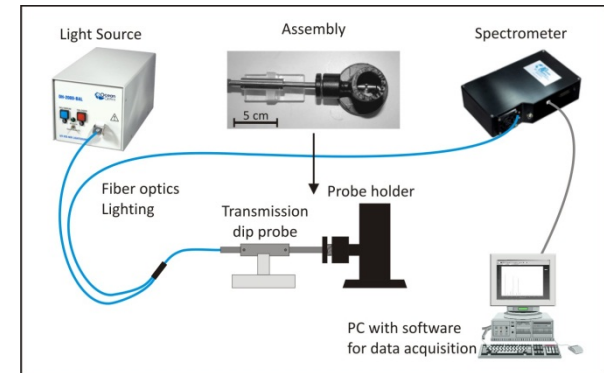 Light Source
Assembly
Spectrometer
5 cm
Fiber optics
Lighting
Transmission
dip probe
Probe holder
PC with software
for data acquisition